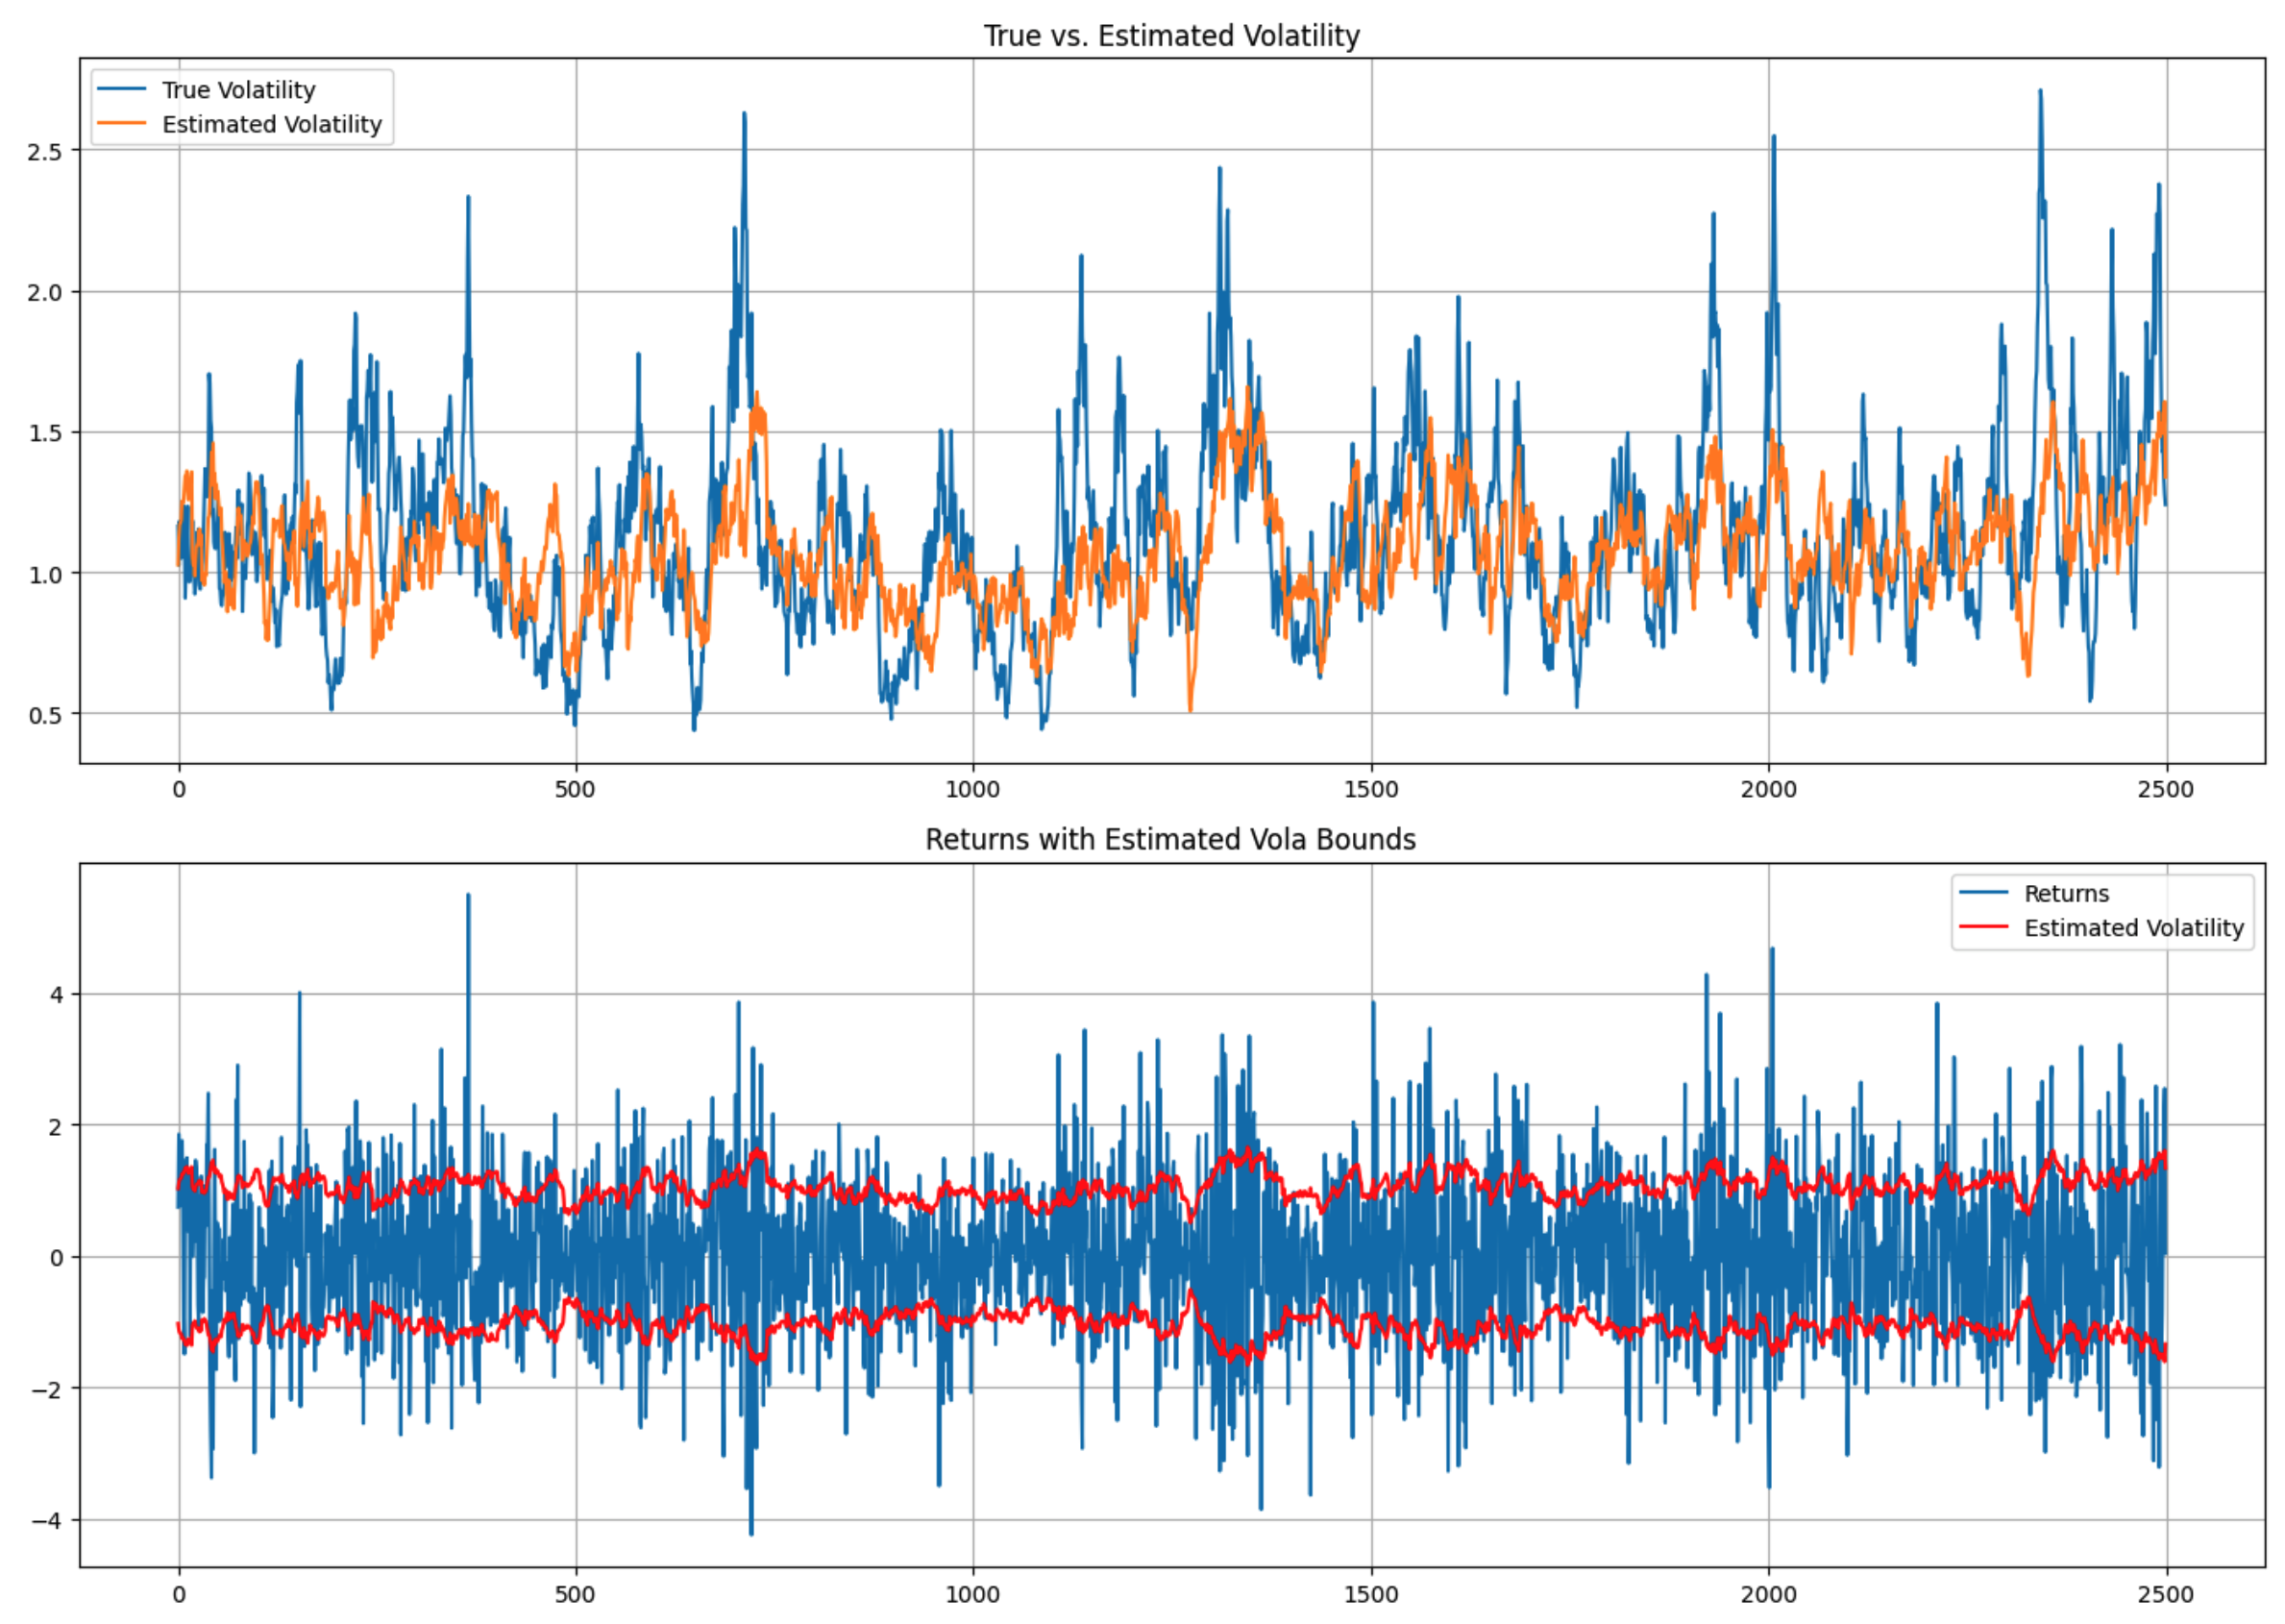 True vs. Estimated Volatility
True Volatility
Estimated Volatility
2.5
2.0
1.5
1.0
0.5
0 500 1000 1500 2000 2500
Returns with Estimated Vola Bounds
Returns
Estimated Volatility
4
2
0
−2
−4
0 500 1000 1500 2000 2500